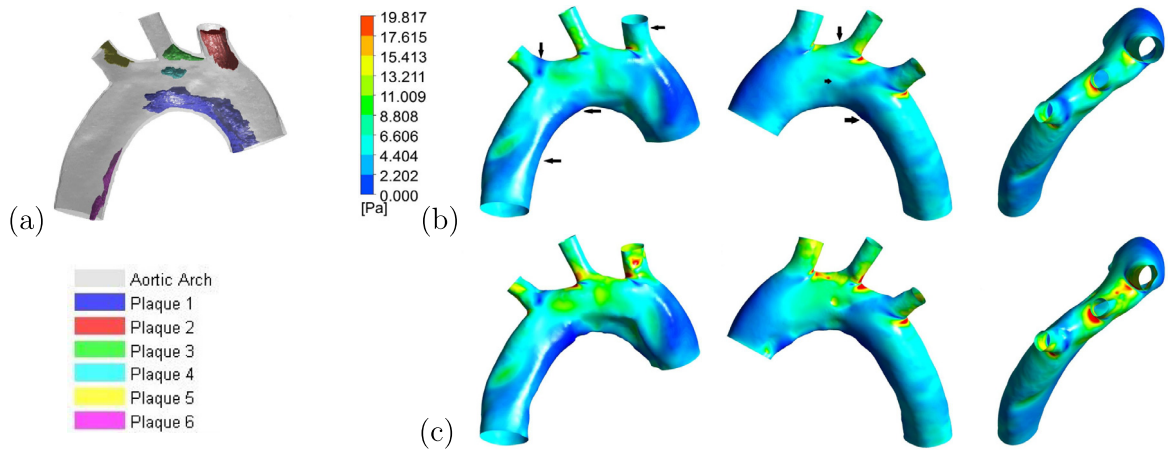 19.817
17.615
15.413
13.211
11.009
8.808
6.606
4.404
2.202
0.000
[Pa]
(a)
(b)
Aortic Arch
Plaque 1
Plaque 2
Plaque 3
Plaque 4
Plaque 5
Plaque 6
(c)